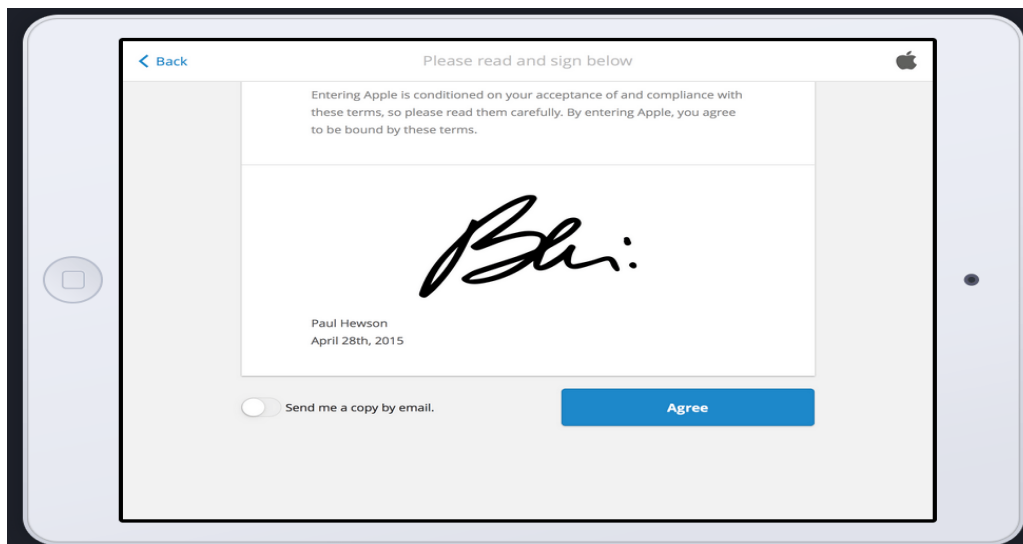 Back
Please read and sign below
Entering Apple is conditioned on your acceptance of and compliance with
these terms, so please read them carefully. By entering Apple, you agree
to be bound by these terms.
Paul Hewson
April 28th, 2015
Send me a copy by email.
Agree